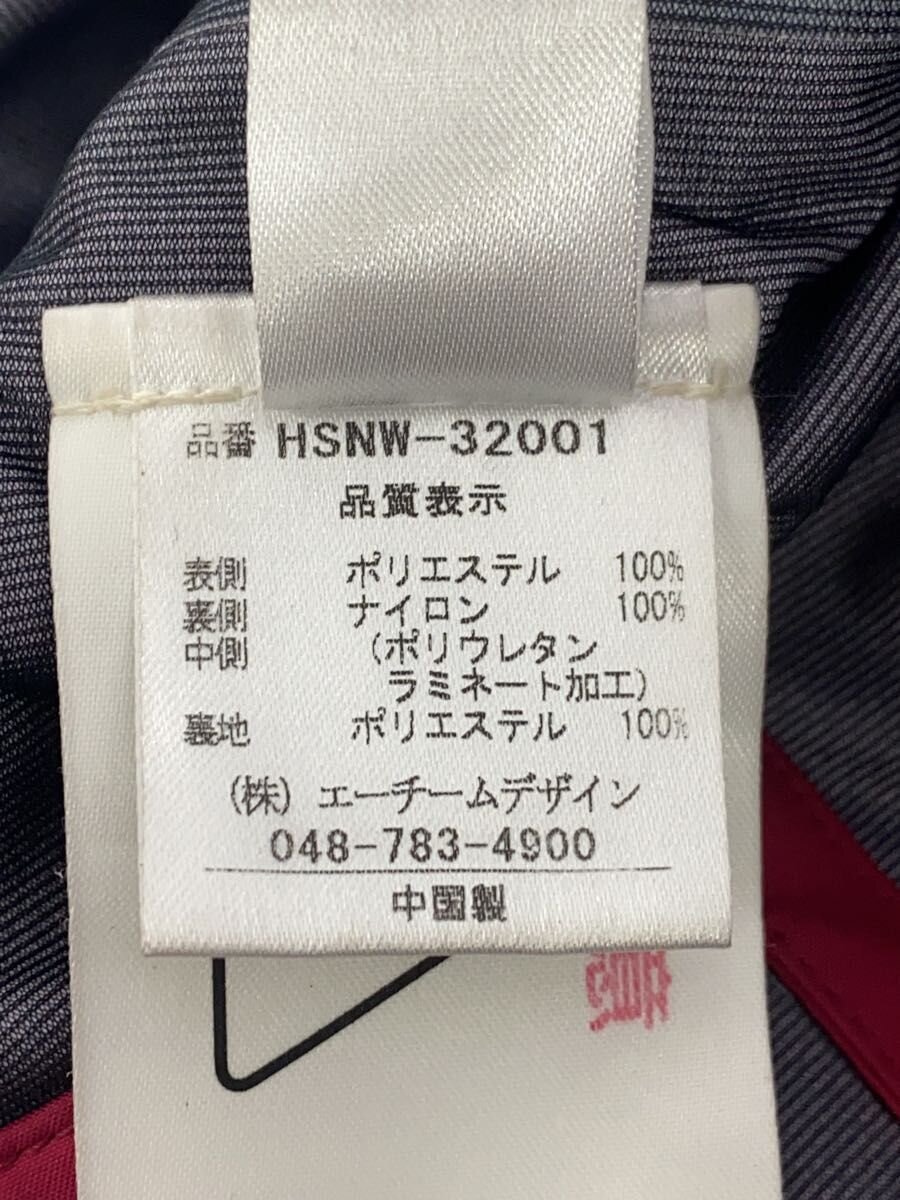 品番 HSNW-32001
品質表示
表側 ポリエステル 100%
裏側 ナイロン 100%
中側 (ポリウレタン
ラミネート加工)
裏地 ポリエステル 100%
(株) エーチームデザイン
048-783-4900
中国製